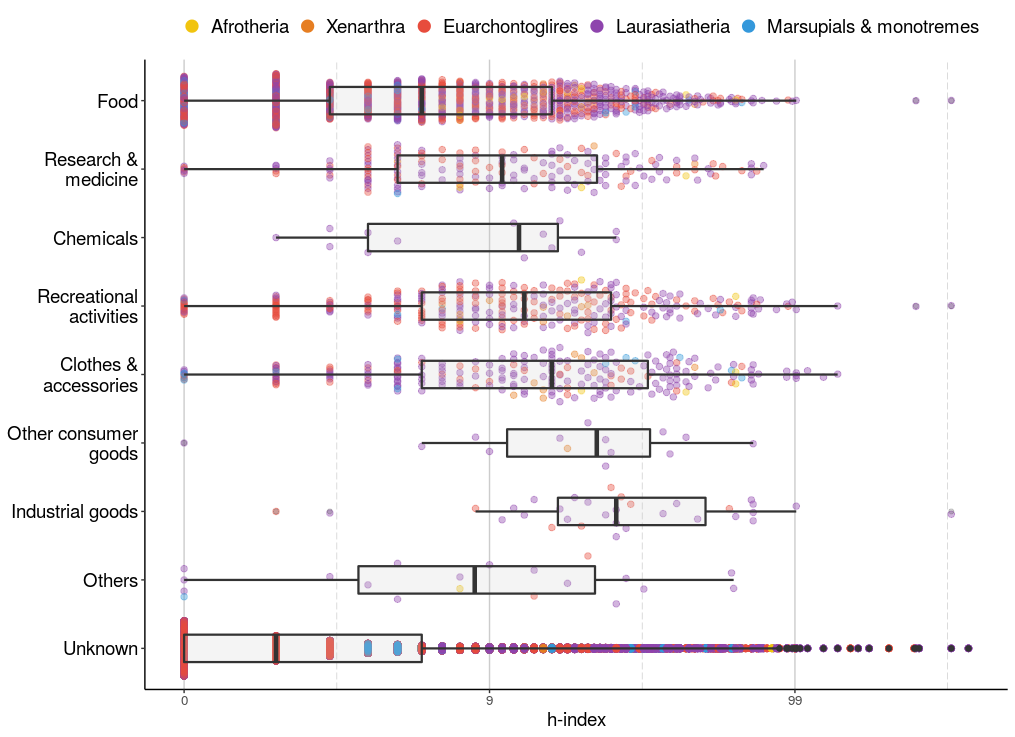 Afrotheria Xenarthra Euarchontoglires Laurasiatheria Marsupials & monotremes
Food
Research &
medicine
Chemicals
Recreational
activities
Clothes &
accessories
Other consumer
goods
Industrial goods
Others
Unknown
0 9 99
h-index